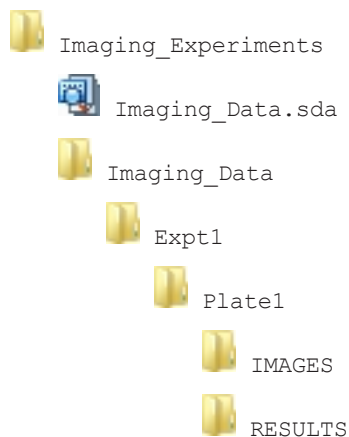 Imaging_Experiments
Imaging_Data.sda
Imaging_Data
Expt1
Plate1
IMAGES
RESULTS